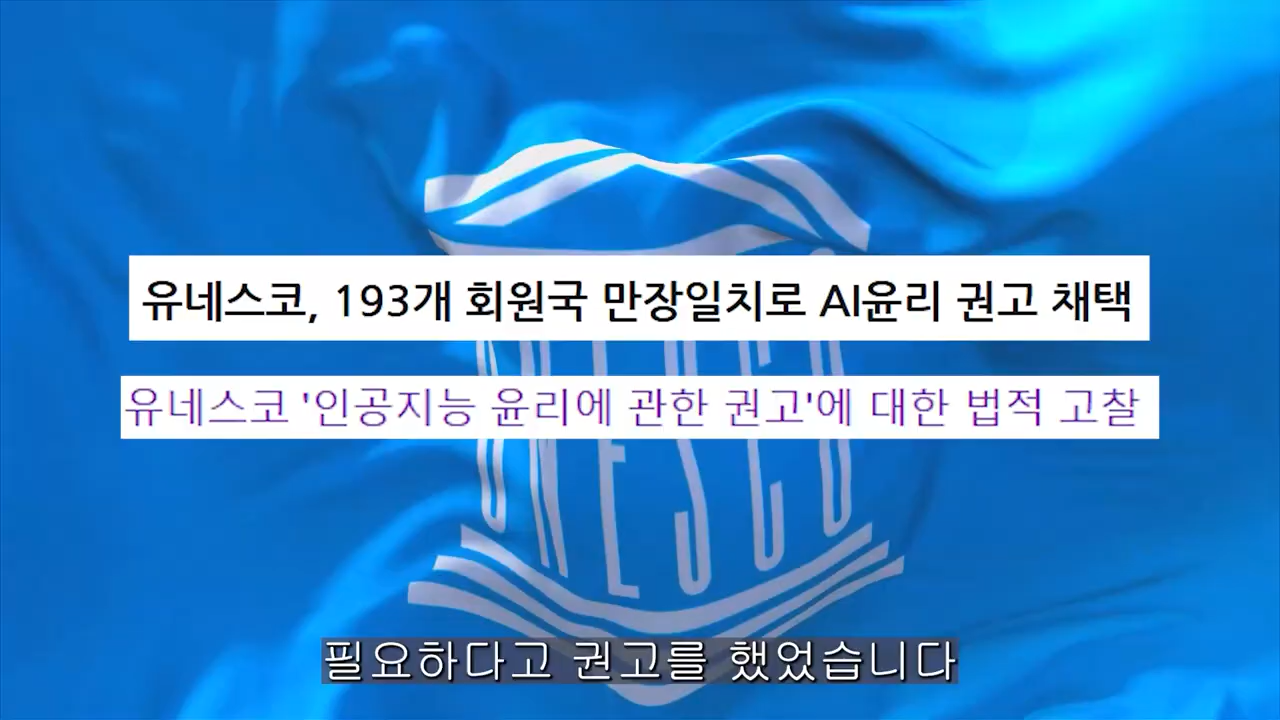 유네스코, 193개 회원국 만장일치로 AI윤리 권고 채택
유네스코 '인공지능 윤리에 관한 권고'에 대한 법적 고찰
UNESCO
필요하다고 권고를 했었습니다